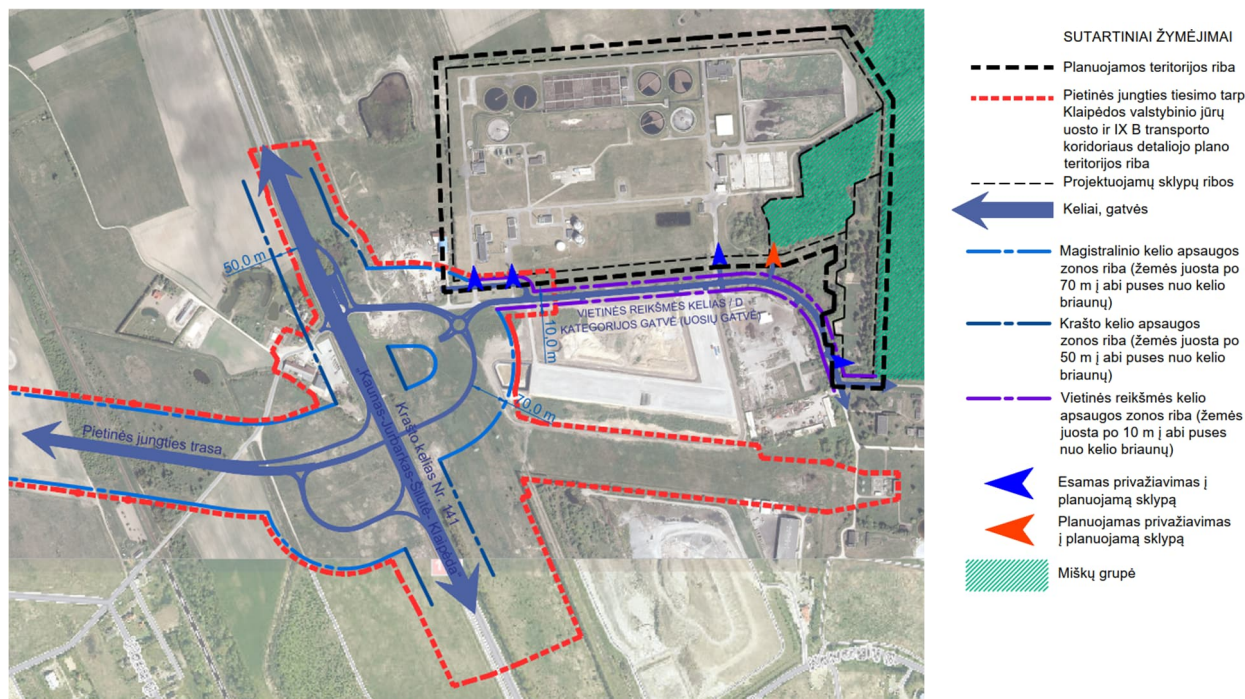 SUTARTINIAI ŽYMĖJIMAI
Planuojamos teritorijos riba
Pietinės jungties tiesimo tarp
Klaipėdos valstybinio jūrų
uosto ir IX B transporto
koridoriaus detaliojo plano
teritorijos riba
Projektuojamų sklypų ribos
Keliai, gatvės
Magistralinio kelio apsaugos
zonos riba (žemės juosta po
70 m į abi puses nuo kelio
briaunų)
Krašto kelio apsaugos
zonos riba (žemės juosta po
50 m į abi puses nuo kelio
briaunų)
Vietinės reikšmės kelio
apsaugos zonos riba (žemės
juosta po 10 m į abi puses
nuo kelio briaunų)
Esamas privažiavimas į
planuojamą sklypą
Planuojamas privažiavimas
į planuojamą sklypą
Miškų grupė
50,0 m
VIETINĖS REIKŠMĖS KELIAS / D
KATEGORIJOS GATVĖ (UOSIŲ GATVĖ)
10,0 m
70,0 m
Pietinės jungties trasa
Krašto kelias Nr. 141
„Kaunas-Jurbarkas-Šilutė- Klaipėda“